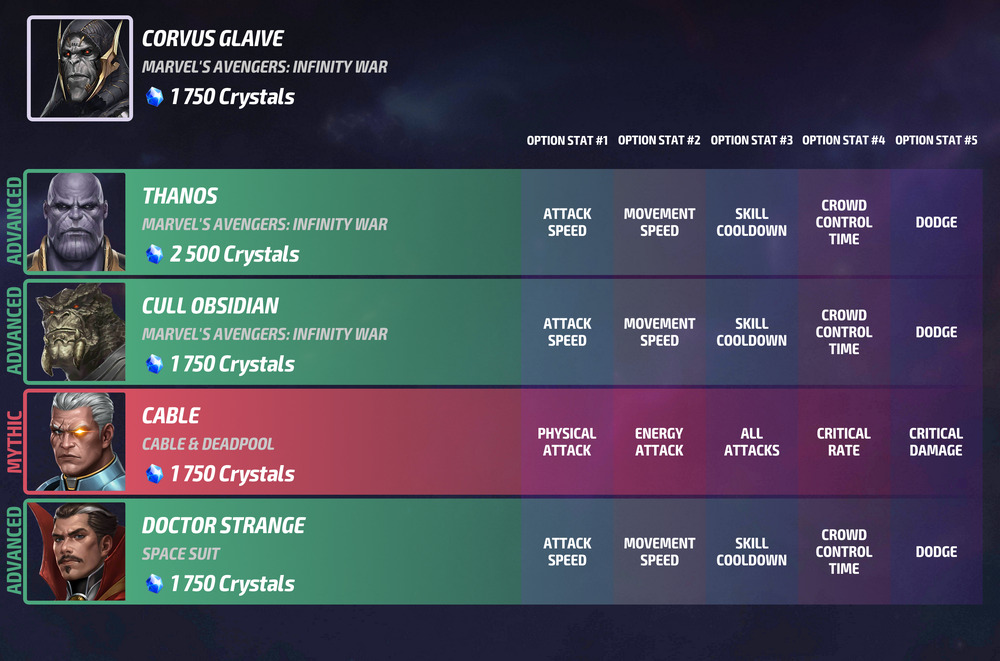 CORVUS GLAIVE
MARVEL'S AVENGERS: INFINITY WAR
1 750 Crystals
OPTION STAT #1 OPTION STAT #2 OPTION STAT #3 OPTION STAT #4 OPTION STAT #5
ADVANCED
THANOS
MARVEL'S AVENGERS: INFINITY WAR
2 500 Crystals
ATTACK
SPEED
MOVEMENT
SPEED
SKILL
COOLDOWN
CROWD
CONTROL
TIME
DODGE
ADVANCED
CULL OBSIDIAN
MARVEL'S AVENGERS: INFINITY WAR
1 750 Crystals
ATTACK
SPEED
MOVEMENT
SPEED
SKILL
COOLDOWN
CROWD
CONTROL
TIME
DODGE
MYTHIC
CABLE
CABLE & DEADPOOL
1 750 Crystals
PHYSICAL
ATTACK
ENERGY
ATTACK
ALL
ATTACKS
CRITICAL
RATE
CRITICAL
DAMAGE
ADVANCED
DOCTOR STRANGE
SPACE SUIT
1 750 Crystals
ATTACK
SPEED
MOVEMENT
SPEED
SKILL
COOLDOWN
CROWD
CONTROL
TIME
DODGE